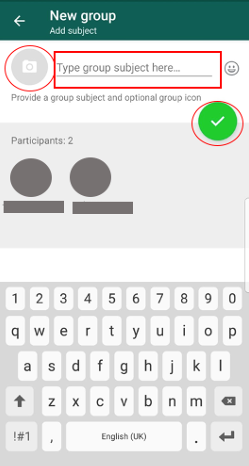 New group
Add subject
Type group subject here...
Provide a group subject and optional group icon
Participants: 2
1 2 3 4 5 6 7 8 9 0
q w e r t y u i o p
a s d f g h j k l
z x c v b n m
!#1 , English (UK) .